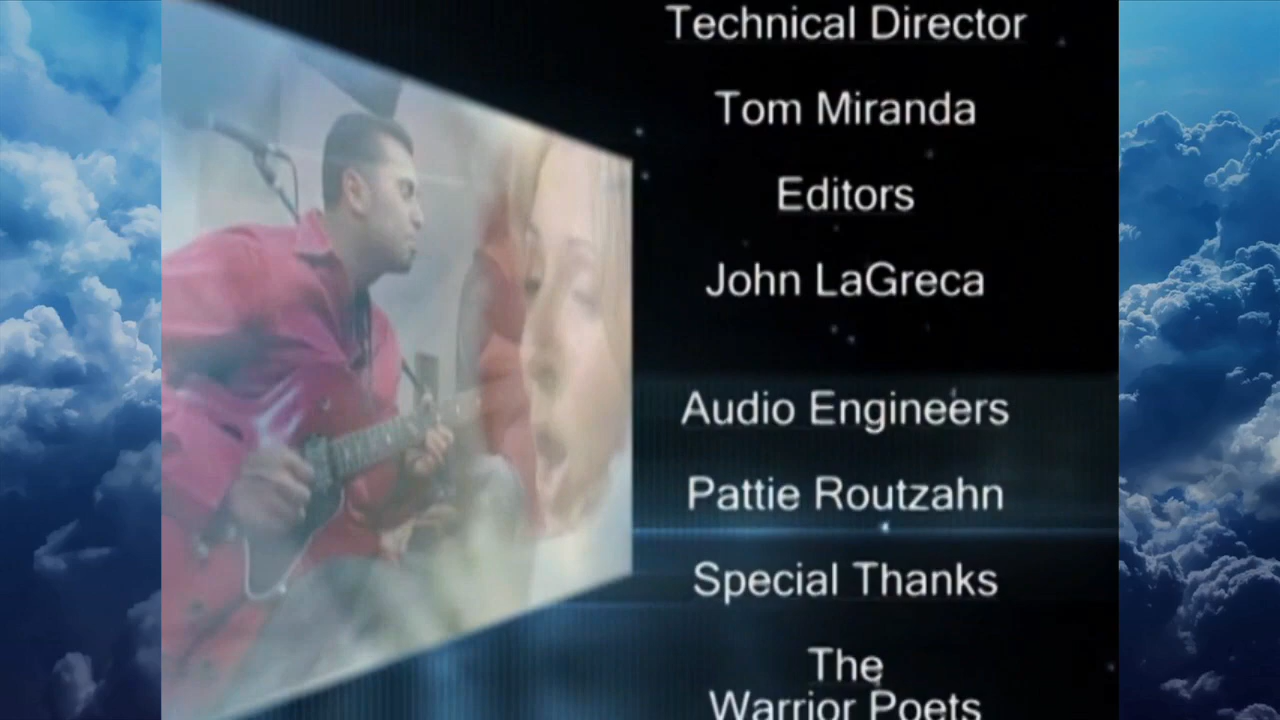 Technical Director
Tom Miranda
Editors
John LaGreca
Audio Engineers
Pattie Routzahn
Special Thanks
The
Warrior Poets